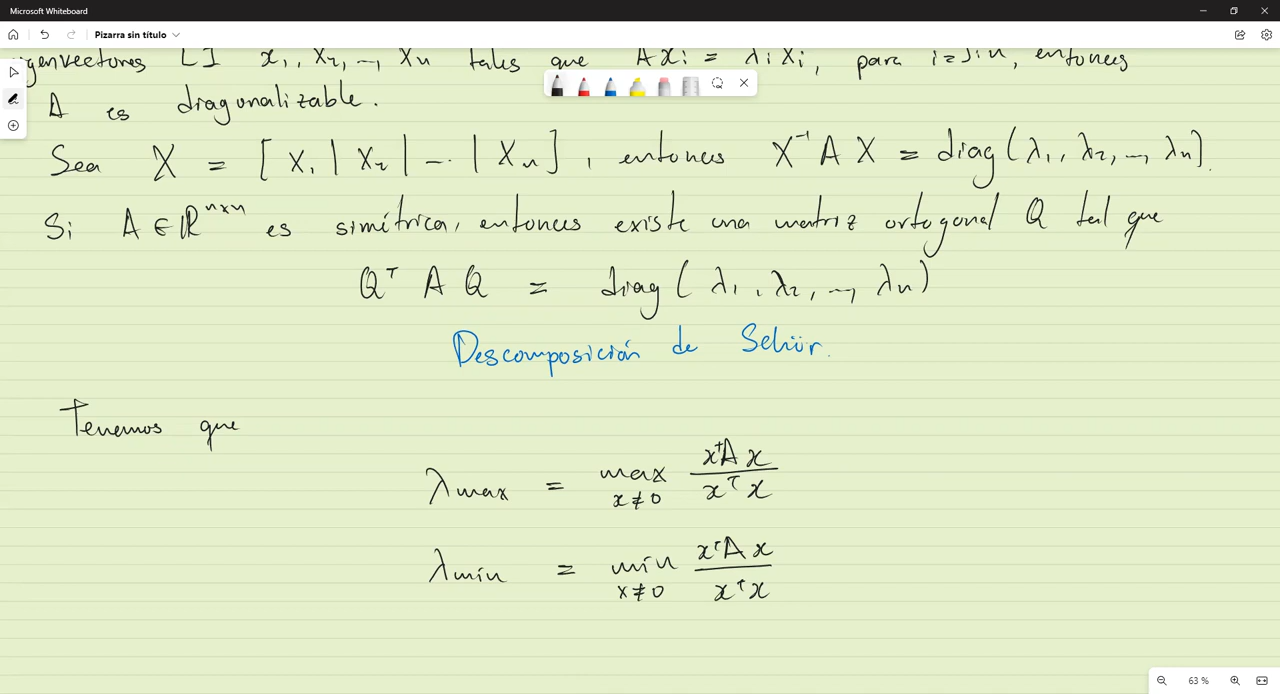 Microsoft Whiteboard
Pizarra sin título
eigenvectores LI x₁, x₂, ..., xₙ tales que Axᵢ = λᵢxᵢ, para i=1:n, entonces
A es diagonalizable.
Sea X = [x₁ | x₂ | ... | xₙ], entonces X⁻¹ A X = diag(λ₁, λ₂, ..., λₙ).
Si A ∈ ℝⁿˣⁿ es simétrica, entonces existe una matriz ortogonal Q tal que
Qᵀ A Q = diag(λ₁, λ₂, ..., λₙ)
Descomposición de Schur.
Tenemos que
λmax = max x≠0 xᵀAx / xᵀx
λmín = mín x≠0 xᵀAx / xᵀx
63 %